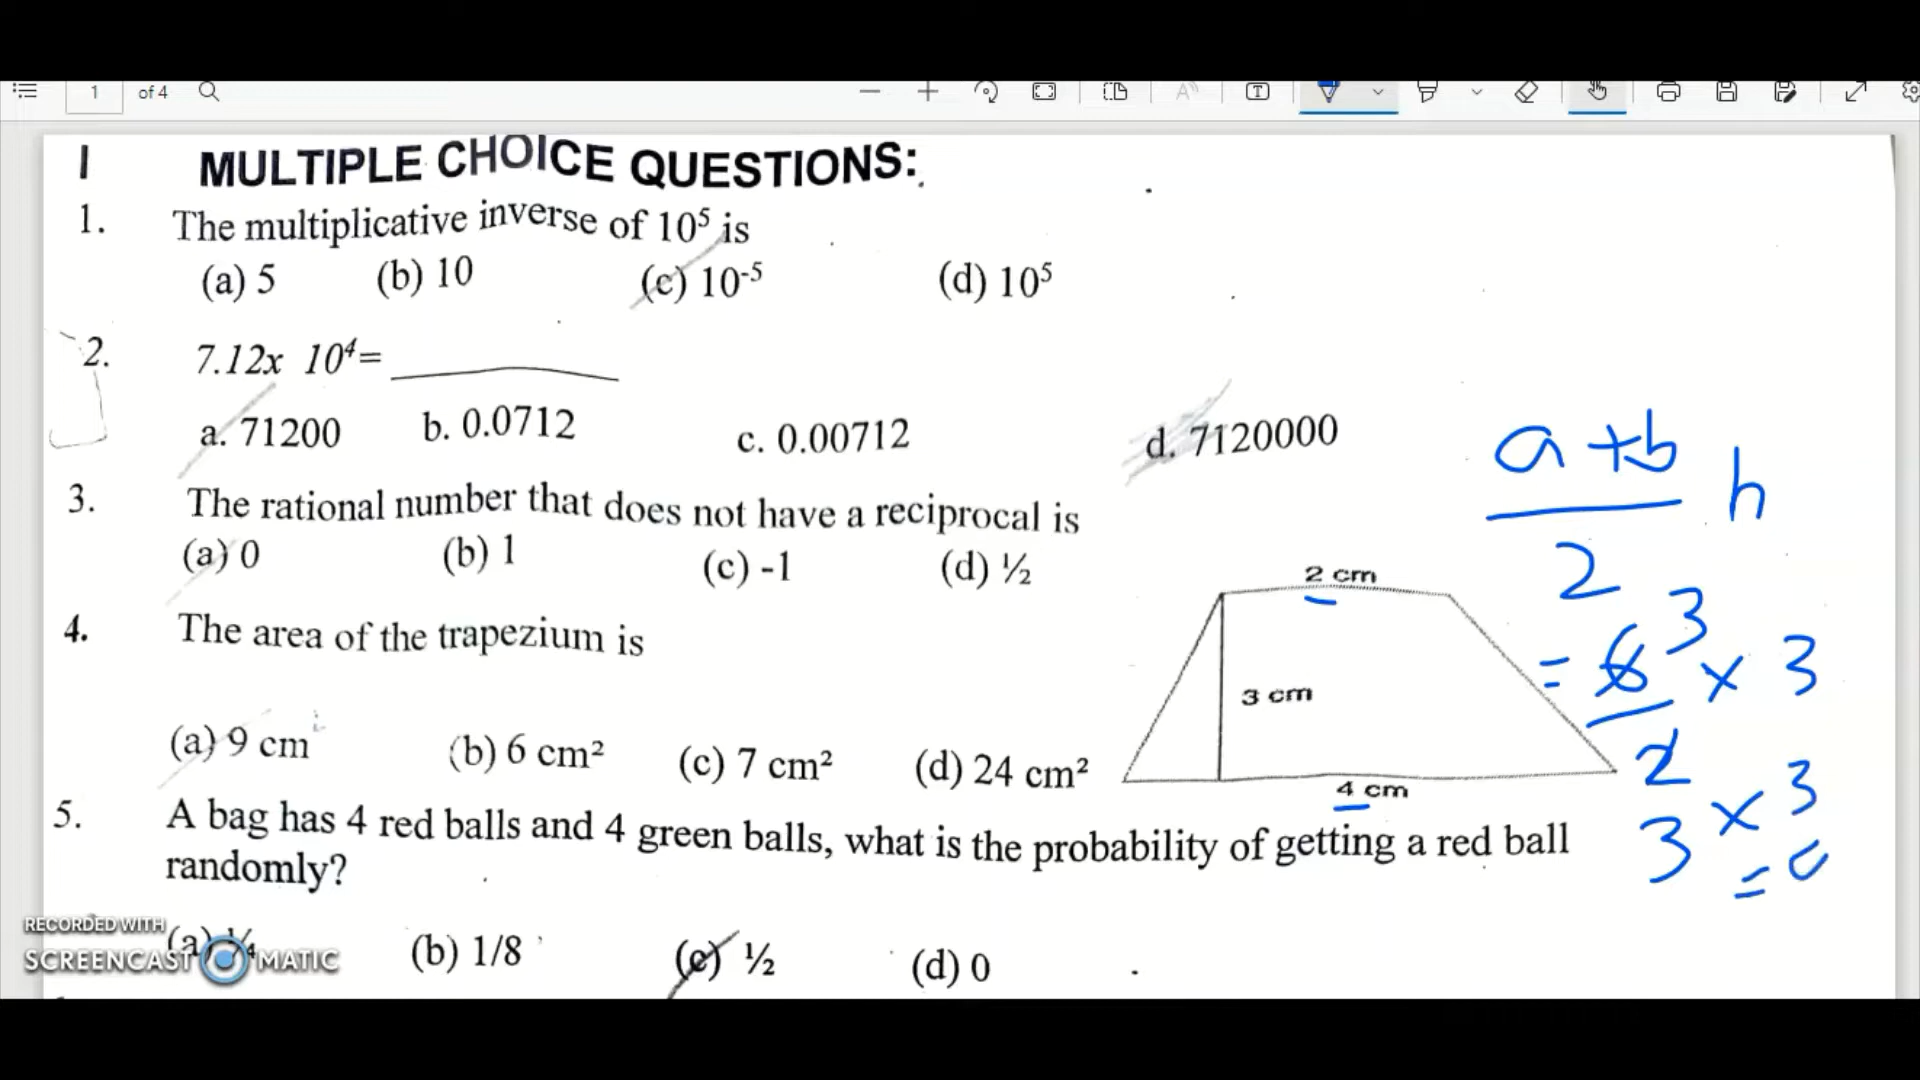 1 of 4
I MULTIPLE CHOICE QUESTIONS:
1. The multiplicative inverse of 10⁵ is
(a) 5 (b) 10 (c) 10⁻⁵ (d) 10⁵
2. 7.12x 10⁴= ________
a. 71200 b. 0.0712 c. 0.00712 d. 7120000
3. The rational number that does not have a reciprocal is
(a) 0 (b) 1 (c) -1 (d) ½
4. The area of the trapezium is
2 cm
3 cm
4 cm
(a) 9 cm (b) 6 cm² (c) 7 cm² (d) 24 cm²
5. A bag has 4 red balls and 4 green balls, what is the probability of getting a red ball
randomly?
(a) ¼ (b) 1/8 (c) ½ (d) 0
a+b h
2
3
= 6 × 3
2
3 × 3
=
RECORDED WITH
SCREENCAST MATIC